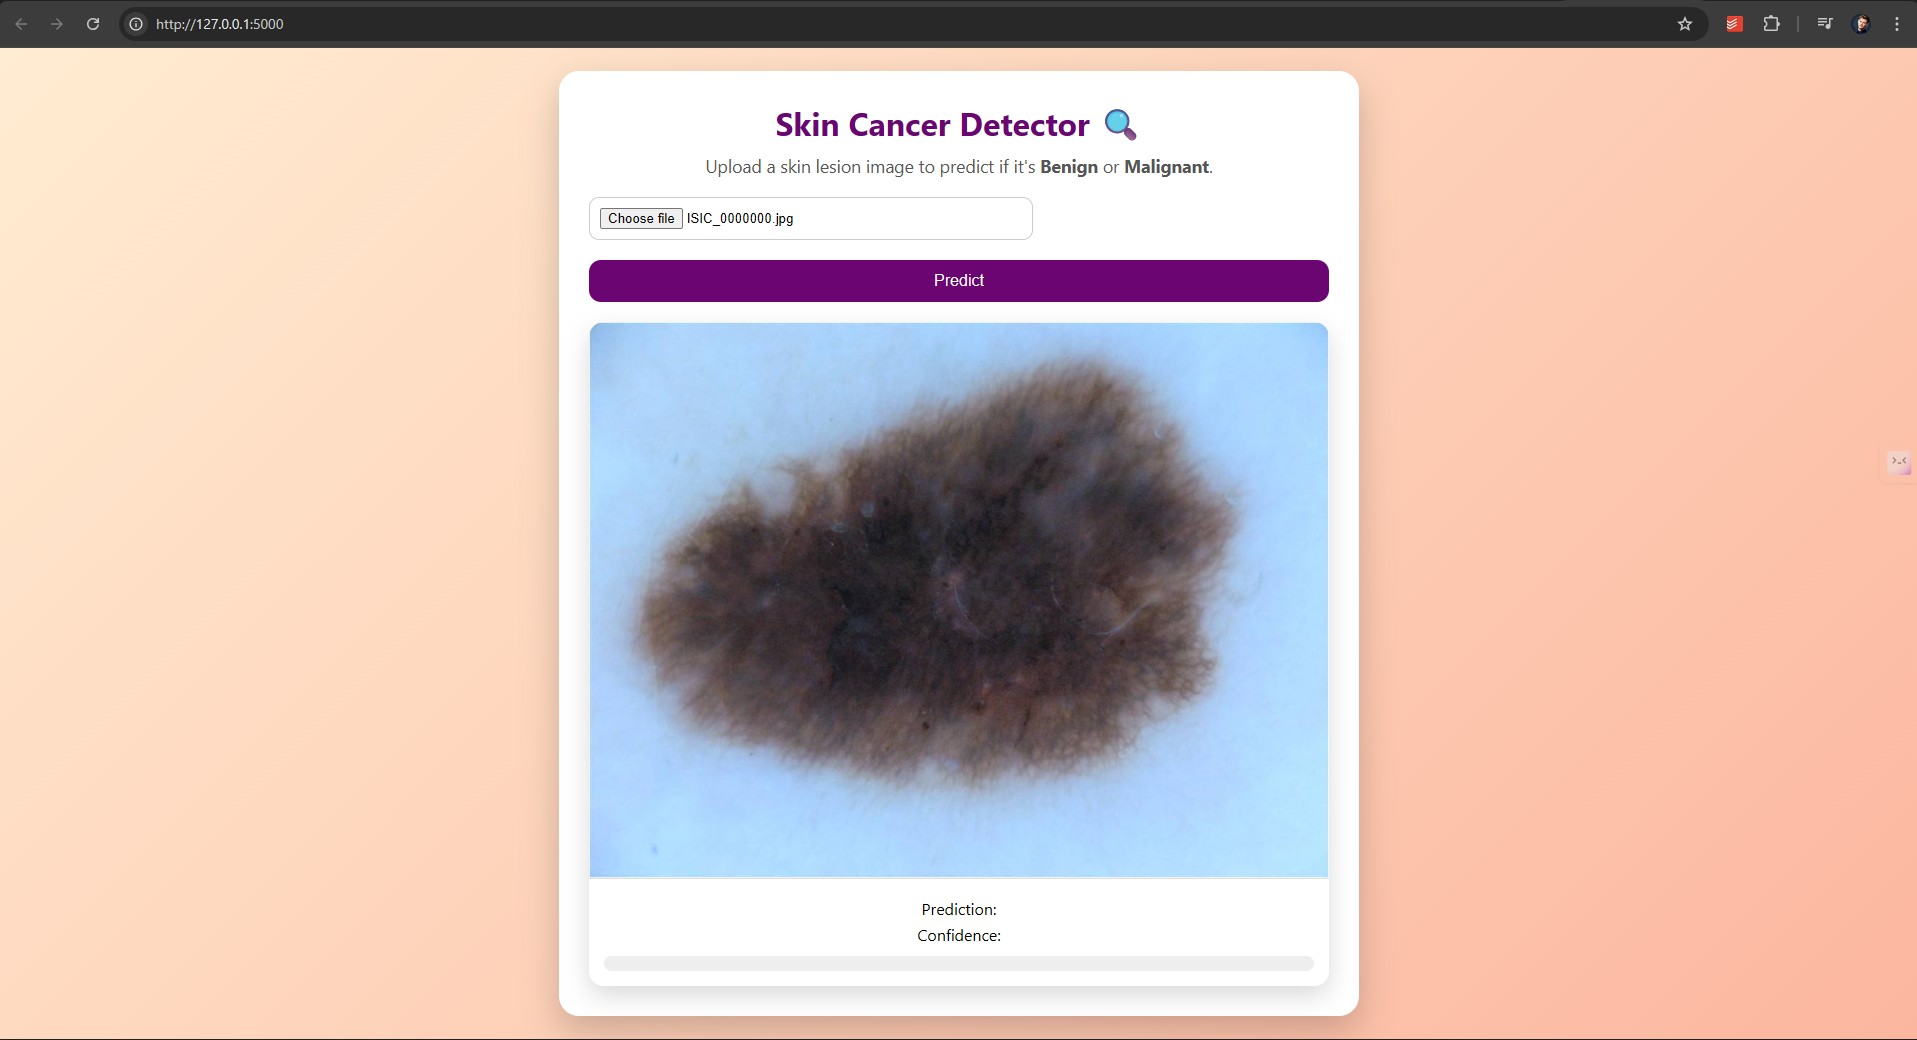 http://127.0.0.1:5000
Skin Cancer Detector
Upload a skin lesion image to predict if it's Benign or Malignant.
Choose file ISIC_0000000.jpg
Predict
Prediction:
Confidence: